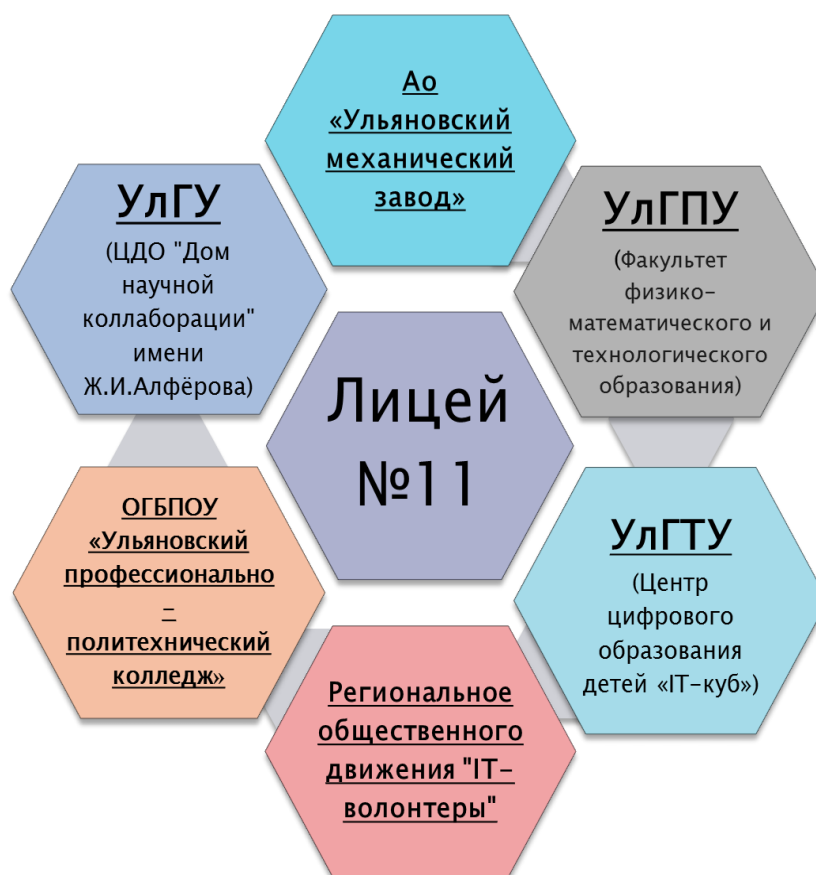 Ао
«Ульяновский
механический
завод»
УлГУ
(ЦДО "Дом
научной
коллаборации"
имени
Ж.И.Алфёрова)
УлГПУ
(Факультет
физико-
математического и
технологического
образования)
Лицей
№11
ОГБПОУ
«Ульяновский
профессионально
–
политехнический
колледж»
УлГТУ
(Центр
цифрового
образования
детей «IT-куб»)
Региональное
общественного
движения "IT-
волонтеры"